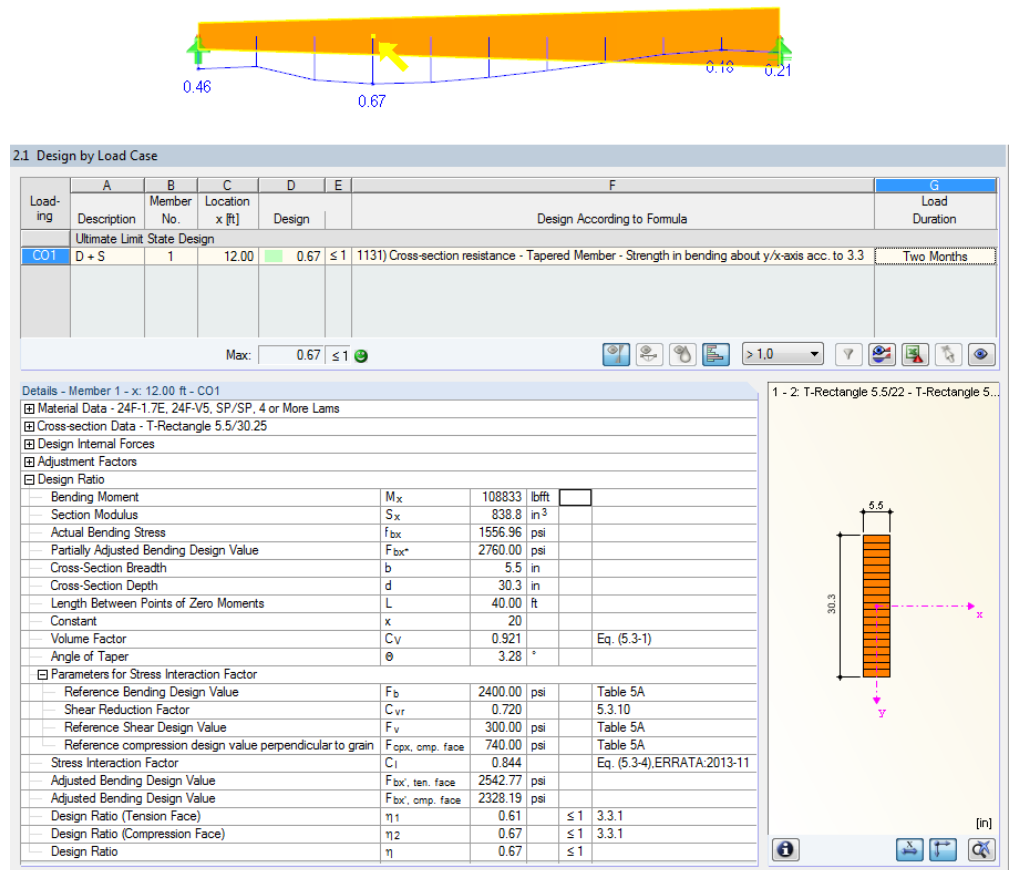 0.46
0.67
0.18
0.21
2.1 Design by Load Case
A B C D E F G
Load-
ing
Description
Member
No.
Location
x [ft]
Design
Design According to Formula
Load
Duration
Ultimate Limit State Design
CO1 D + S 1 12.00 0.67 ≤ 1 1131) Cross-section resistance - Tapered Member - Strength in bending about y/x-axis acc. to 3.3 Two Months
Max: 0.67 ≤ 1 > 1,0
Details - Member 1 - x: 12.00 ft - CO1
Material Data - 24F-1.7E, 24F-V5, SP/SP, 4 or More Lams
Cross-section Data - T-Rectangle 5.5/30.25
Design Internal Forces
Adjustment Factors
Design Ratio
Bending Moment Mx 108833 lbfft
Section Modulus Sx 838.8 in3
Actual Bending Stress fbx 1556.96 psi
Partially Adjusted Bending Design Value Fbx* 2760.00 psi
Cross-Section Breadth b 5.5 in
Cross-Section Depth d 30.3 in
Length Between Points of Zero Moments L 40.00 ft
Constant x 20
Volume Factor CV 0.921 Eq. (5.3-1)
Angle of Taper Θ 3.28 °
Parameters for Stress Interaction Factor
Reference Bending Design Value Fb 2400.00 psi Table 5A
Shear Reduction Factor Cvr 0.720 5.3.10
Reference Shear Design Value Fv 300.00 psi Table 5A
Reference compression design value perpendicular to grain Fcpx, cmp. face 740.00 psi Table 5A
Stress Interaction Factor CI 0.844 Eq. (5.3-4),ERRATA:2013-11
Adjusted Bending Design Value Fbx', ten. face 2542.77 psi
Adjusted Bending Design Value Fbx', cmp. face 2328.19 psi
Design Ratio (Tension Face) η1 0.61 ≤ 1 3.3.1
Design Ratio (Compression Face) η2 0.67 ≤ 1 3.3.1
Design Ratio η 0.67 ≤ 1
1 - 2: T-Rectangle 5.5/22 - T-Rectangle 5...
5.5
30.3
x
y
[in]